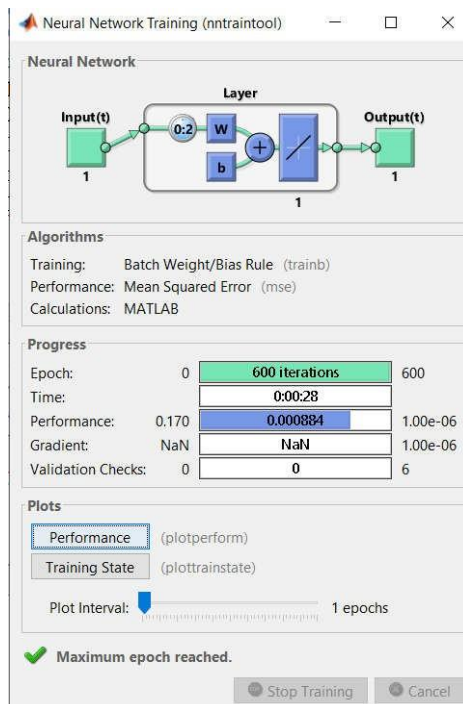 Neural Network Training (nntraintool)
Neural Network
Layer
Input(t)
Output(t)
0:2
W
b
1
1
1
Algorithms
Training: Batch Weight/Bias Rule (trainb)
Performance: Mean Squared Error (mse)
Calculations: MATLAB
Progress
Epoch: 0 600 iterations 600
Time: 0:00:28
Performance: 0.170 0.000884 1.00e-06
Gradient: NaN NaN 1.00e-06
Validation Checks: 0 0 6
Plots
Performance (plotperform)
Training State (plottrainstate)
Plot Interval: 1 epochs
Maximum epoch reached.
Stop Training Cancel